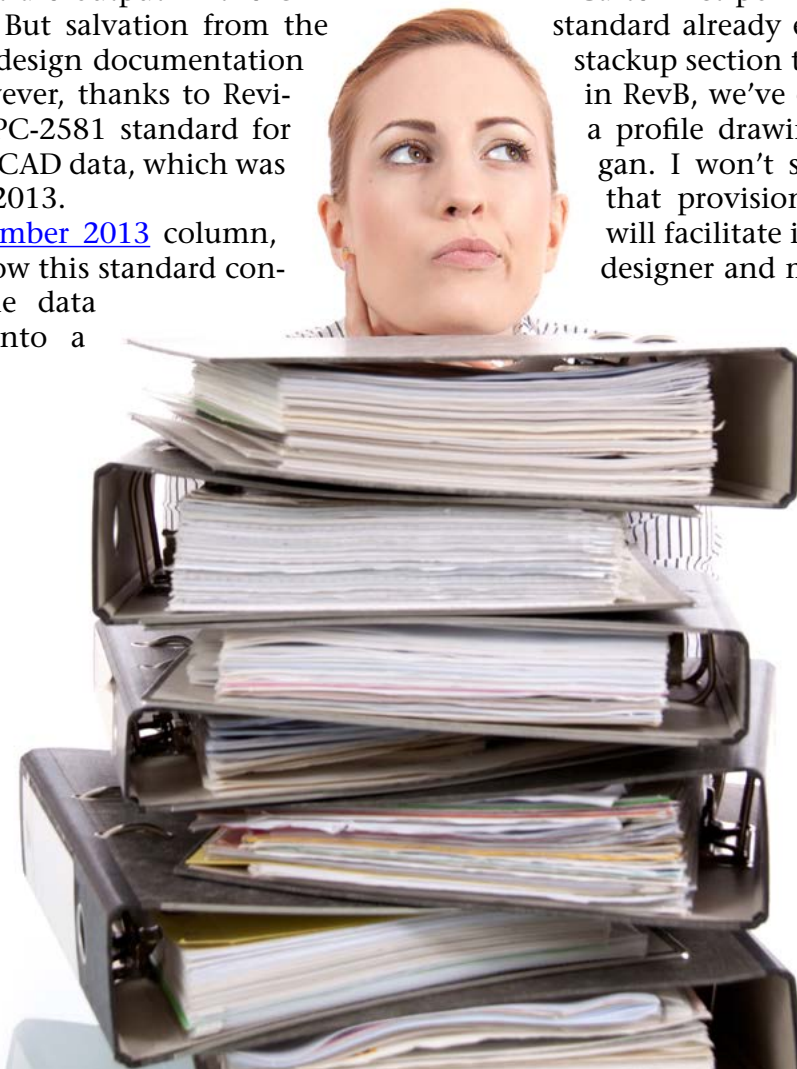 But salvation from the
design documentation
vever, thanks to Revi-
PC-2581 standard for
CAD data, which was
2013.
mber 2013 column,
ow this standard con-
e data
nto a
standard already
stackup section t
in RevB, we've
a profile drawin
gan. I won't s
that provision
will facilitate i
designer and